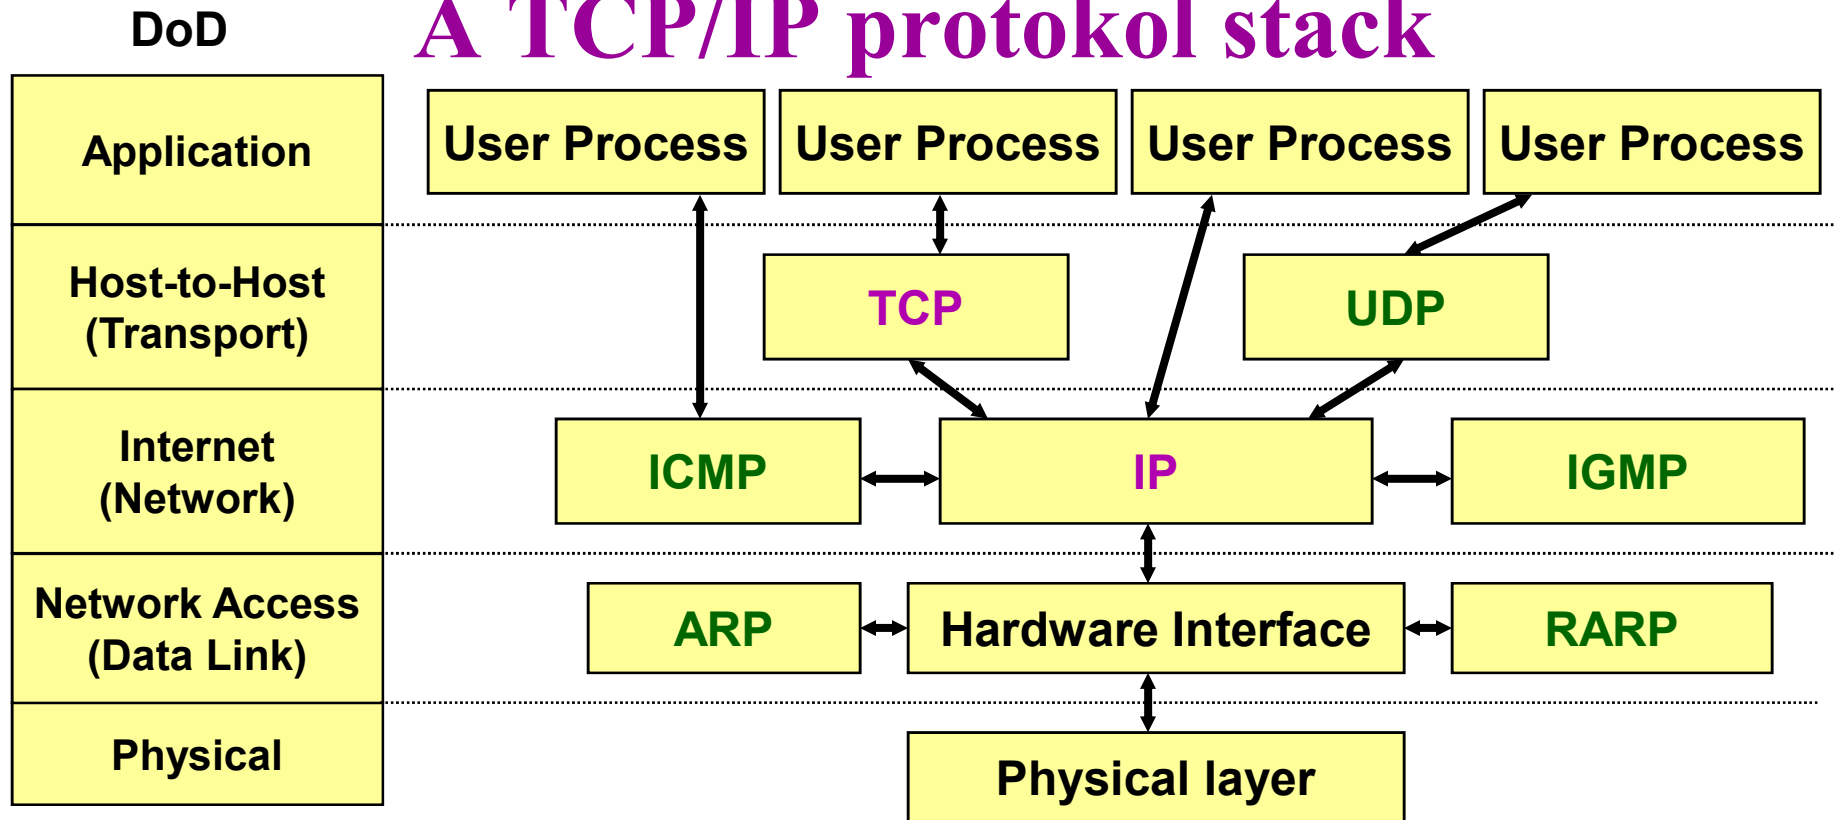 DoD
A TCP/IP protokol stack
Application
User Process
User Process
User Process
User Process
Host-to-Host
(Transport)
TCP
UDP
Internet
(Network)
ICMP
IP
IGMP
Network Access
(Data Link)
ARP
Hardware Interface
RARP
Physical
Physical layer